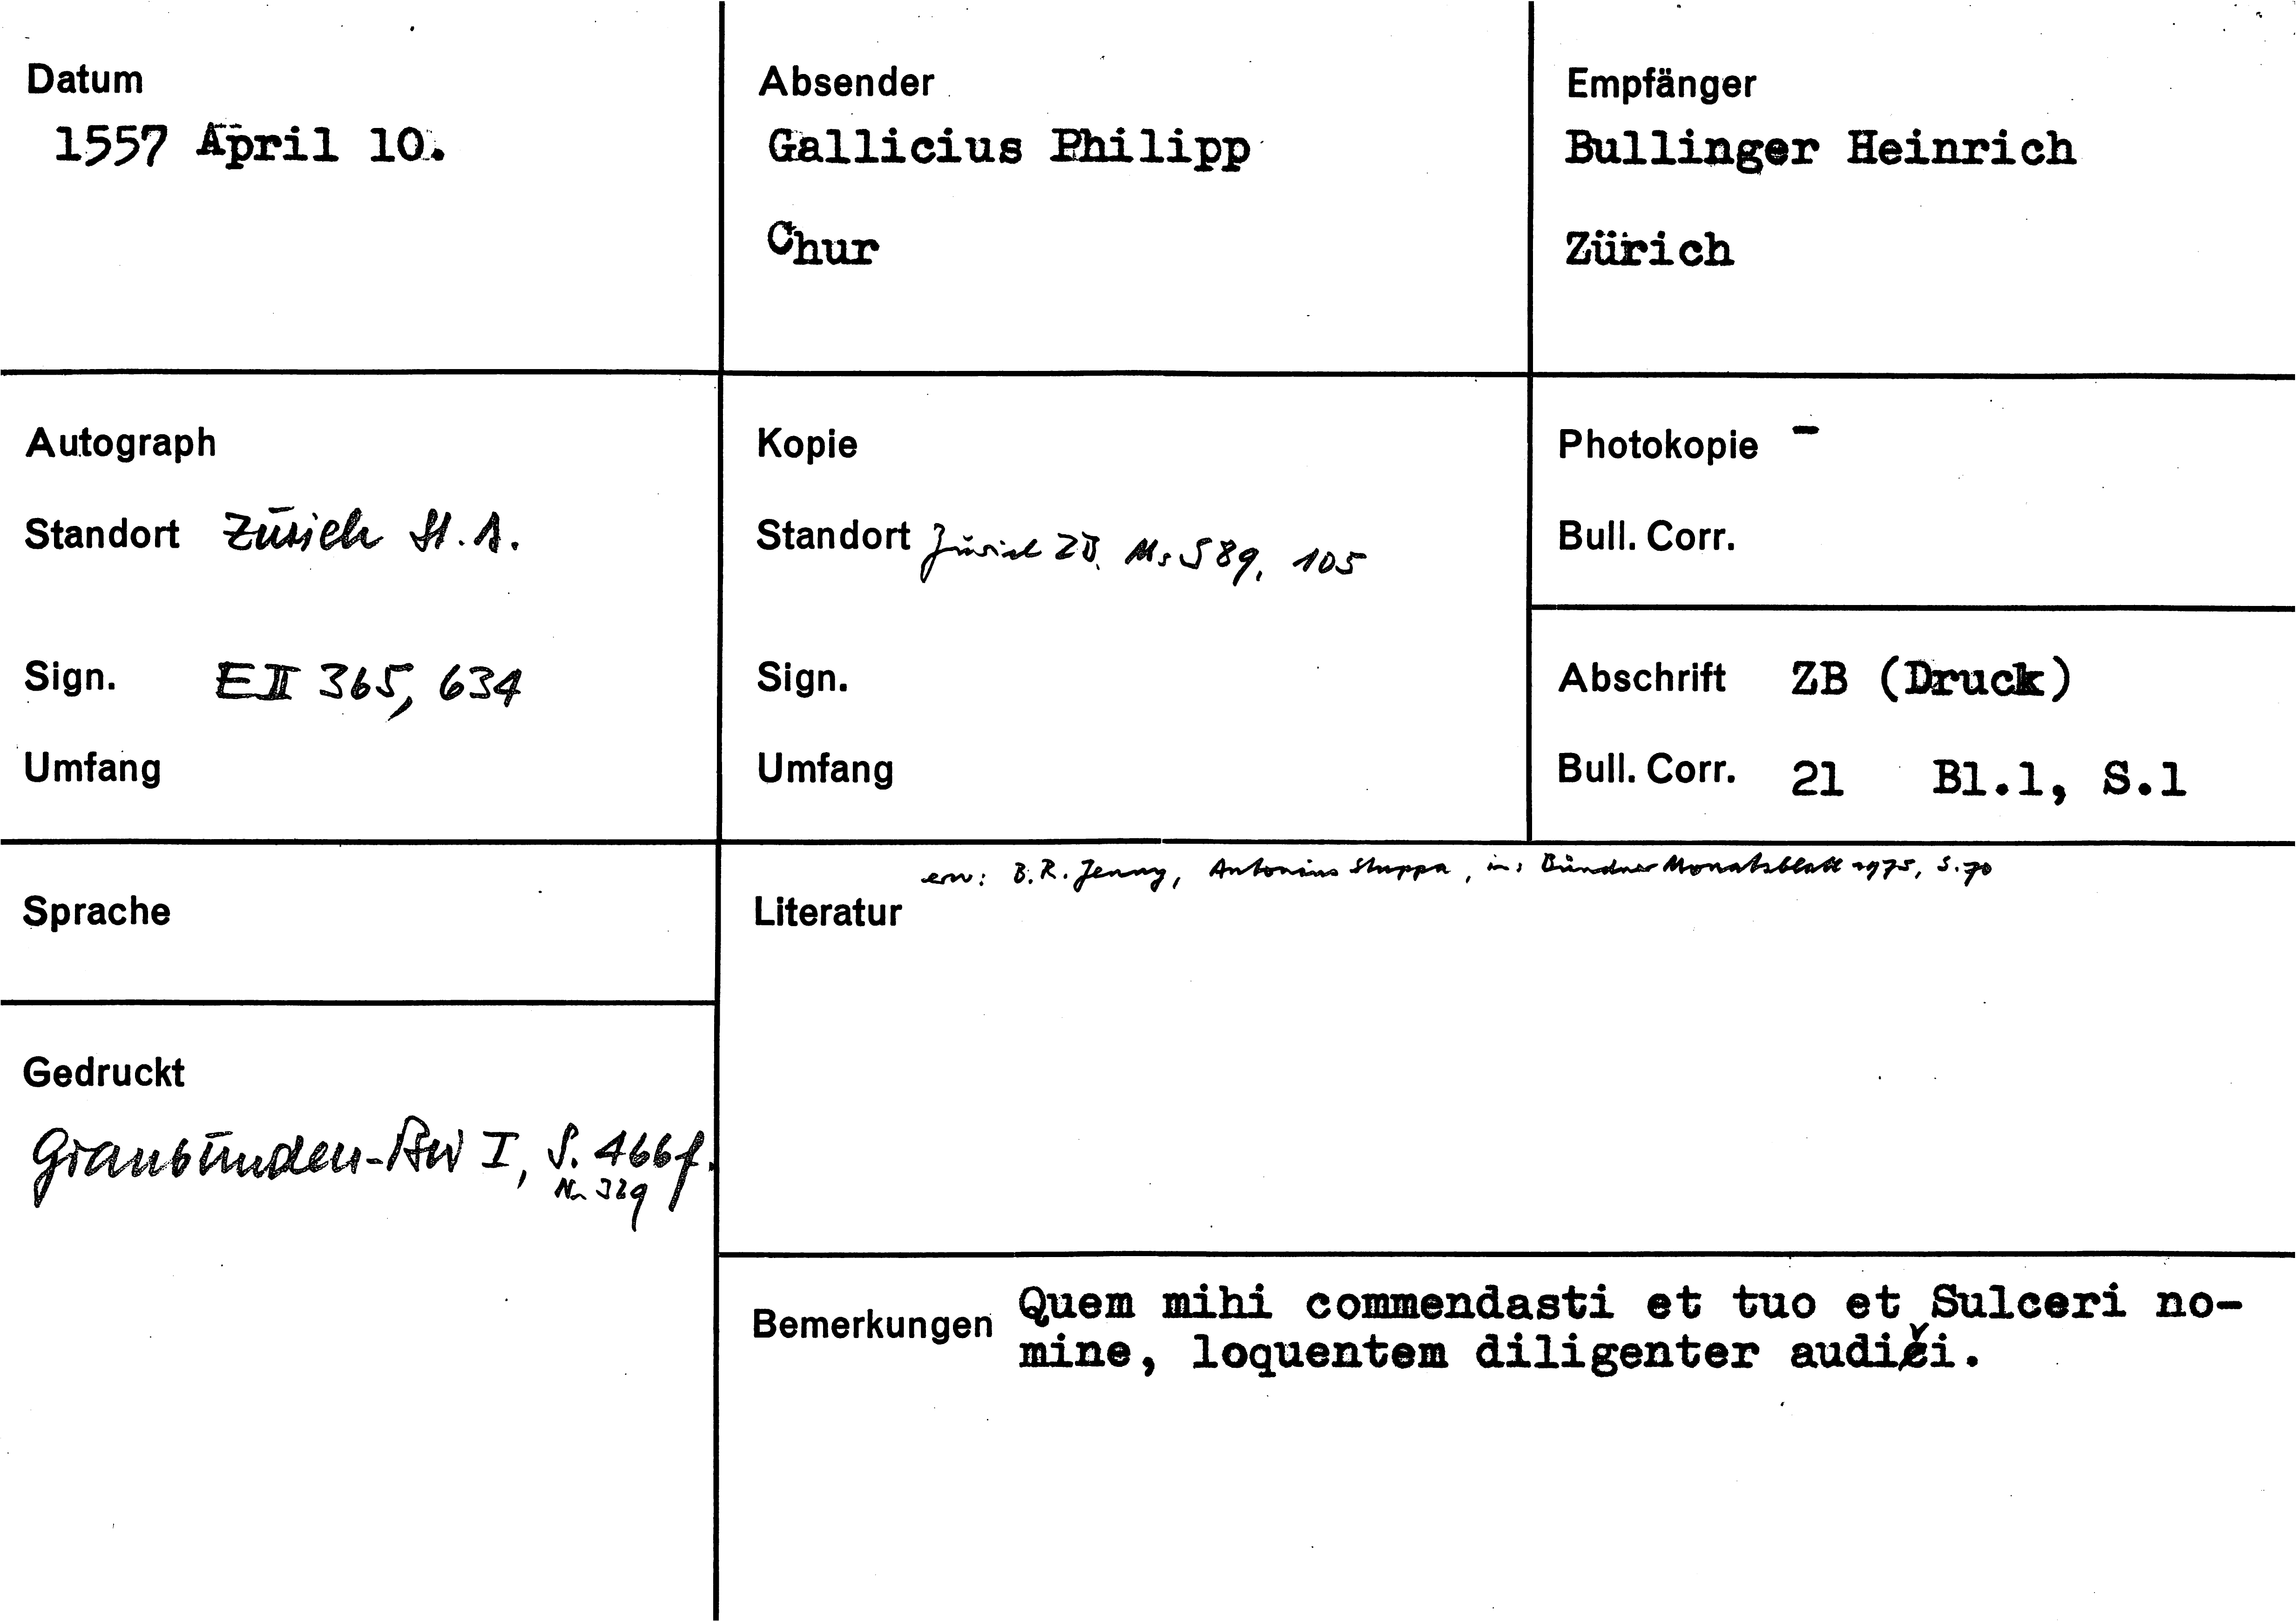 Datum
1557 April 10.
Absender
Gallicius Philipp
Chur
Empfänger
Bullinger Heinrich
Zürich
Autograph
Standort Zürich St. A.
Sign. E II 365, 634
Umfang
Kopie
Standort Zürich ZB. Ms S 89, 105
Sign.
Umfang
Photokopie -
Bull. Corr.
Abschrift ZB (Druck)
Bull. Corr. 21 Bl.1, S.1
Sprache
Gedruckt
Graubünden-Bw I, S. 466f.
Nr 329
erw: B. R. Jenny, Antonius Stuppa, in: Bündner Monatsblatt 1975, S. 70
Literatur
Bemerkungen Quem mihi commendasti et tuo et Sulceri no-
mine, loquentem diligenter audivi.